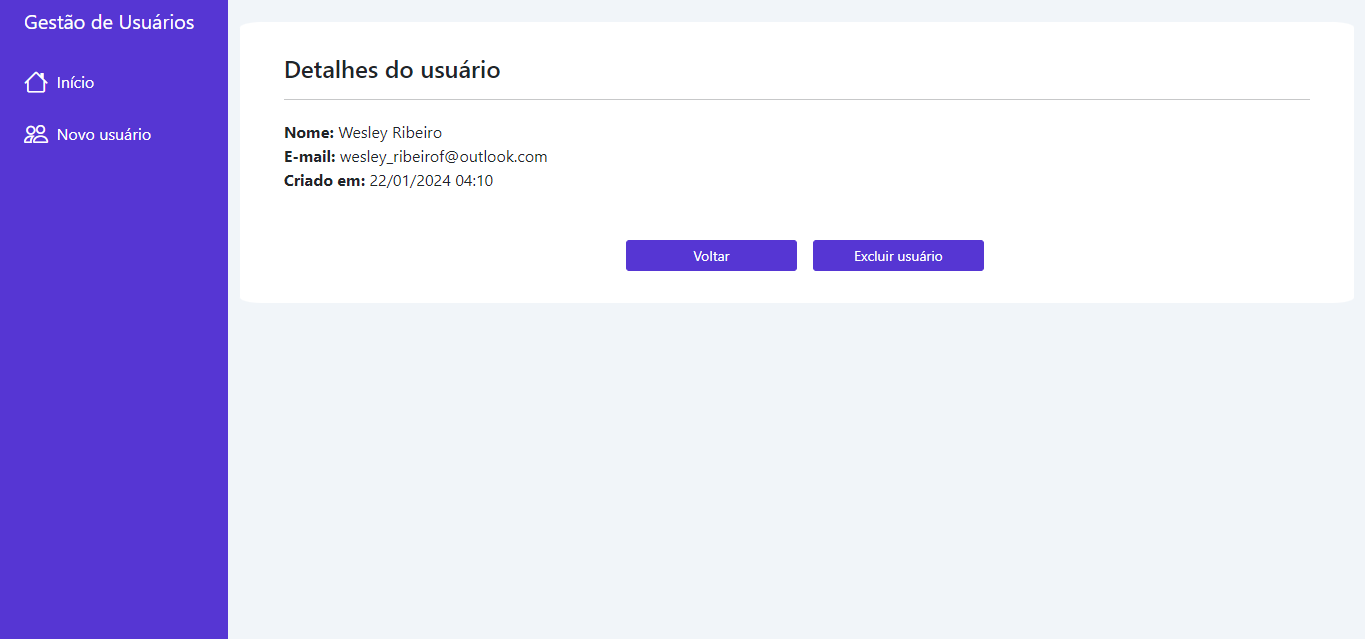 Gestão de Usuários
Início
Novo usuário
Detalhes do usuário
Nome: Wesley Ribeiro
E-mail: wesley_ribeirof@outlook.com
Criado em: 22/01/2024 04:10
Voltar
Excluir usuário